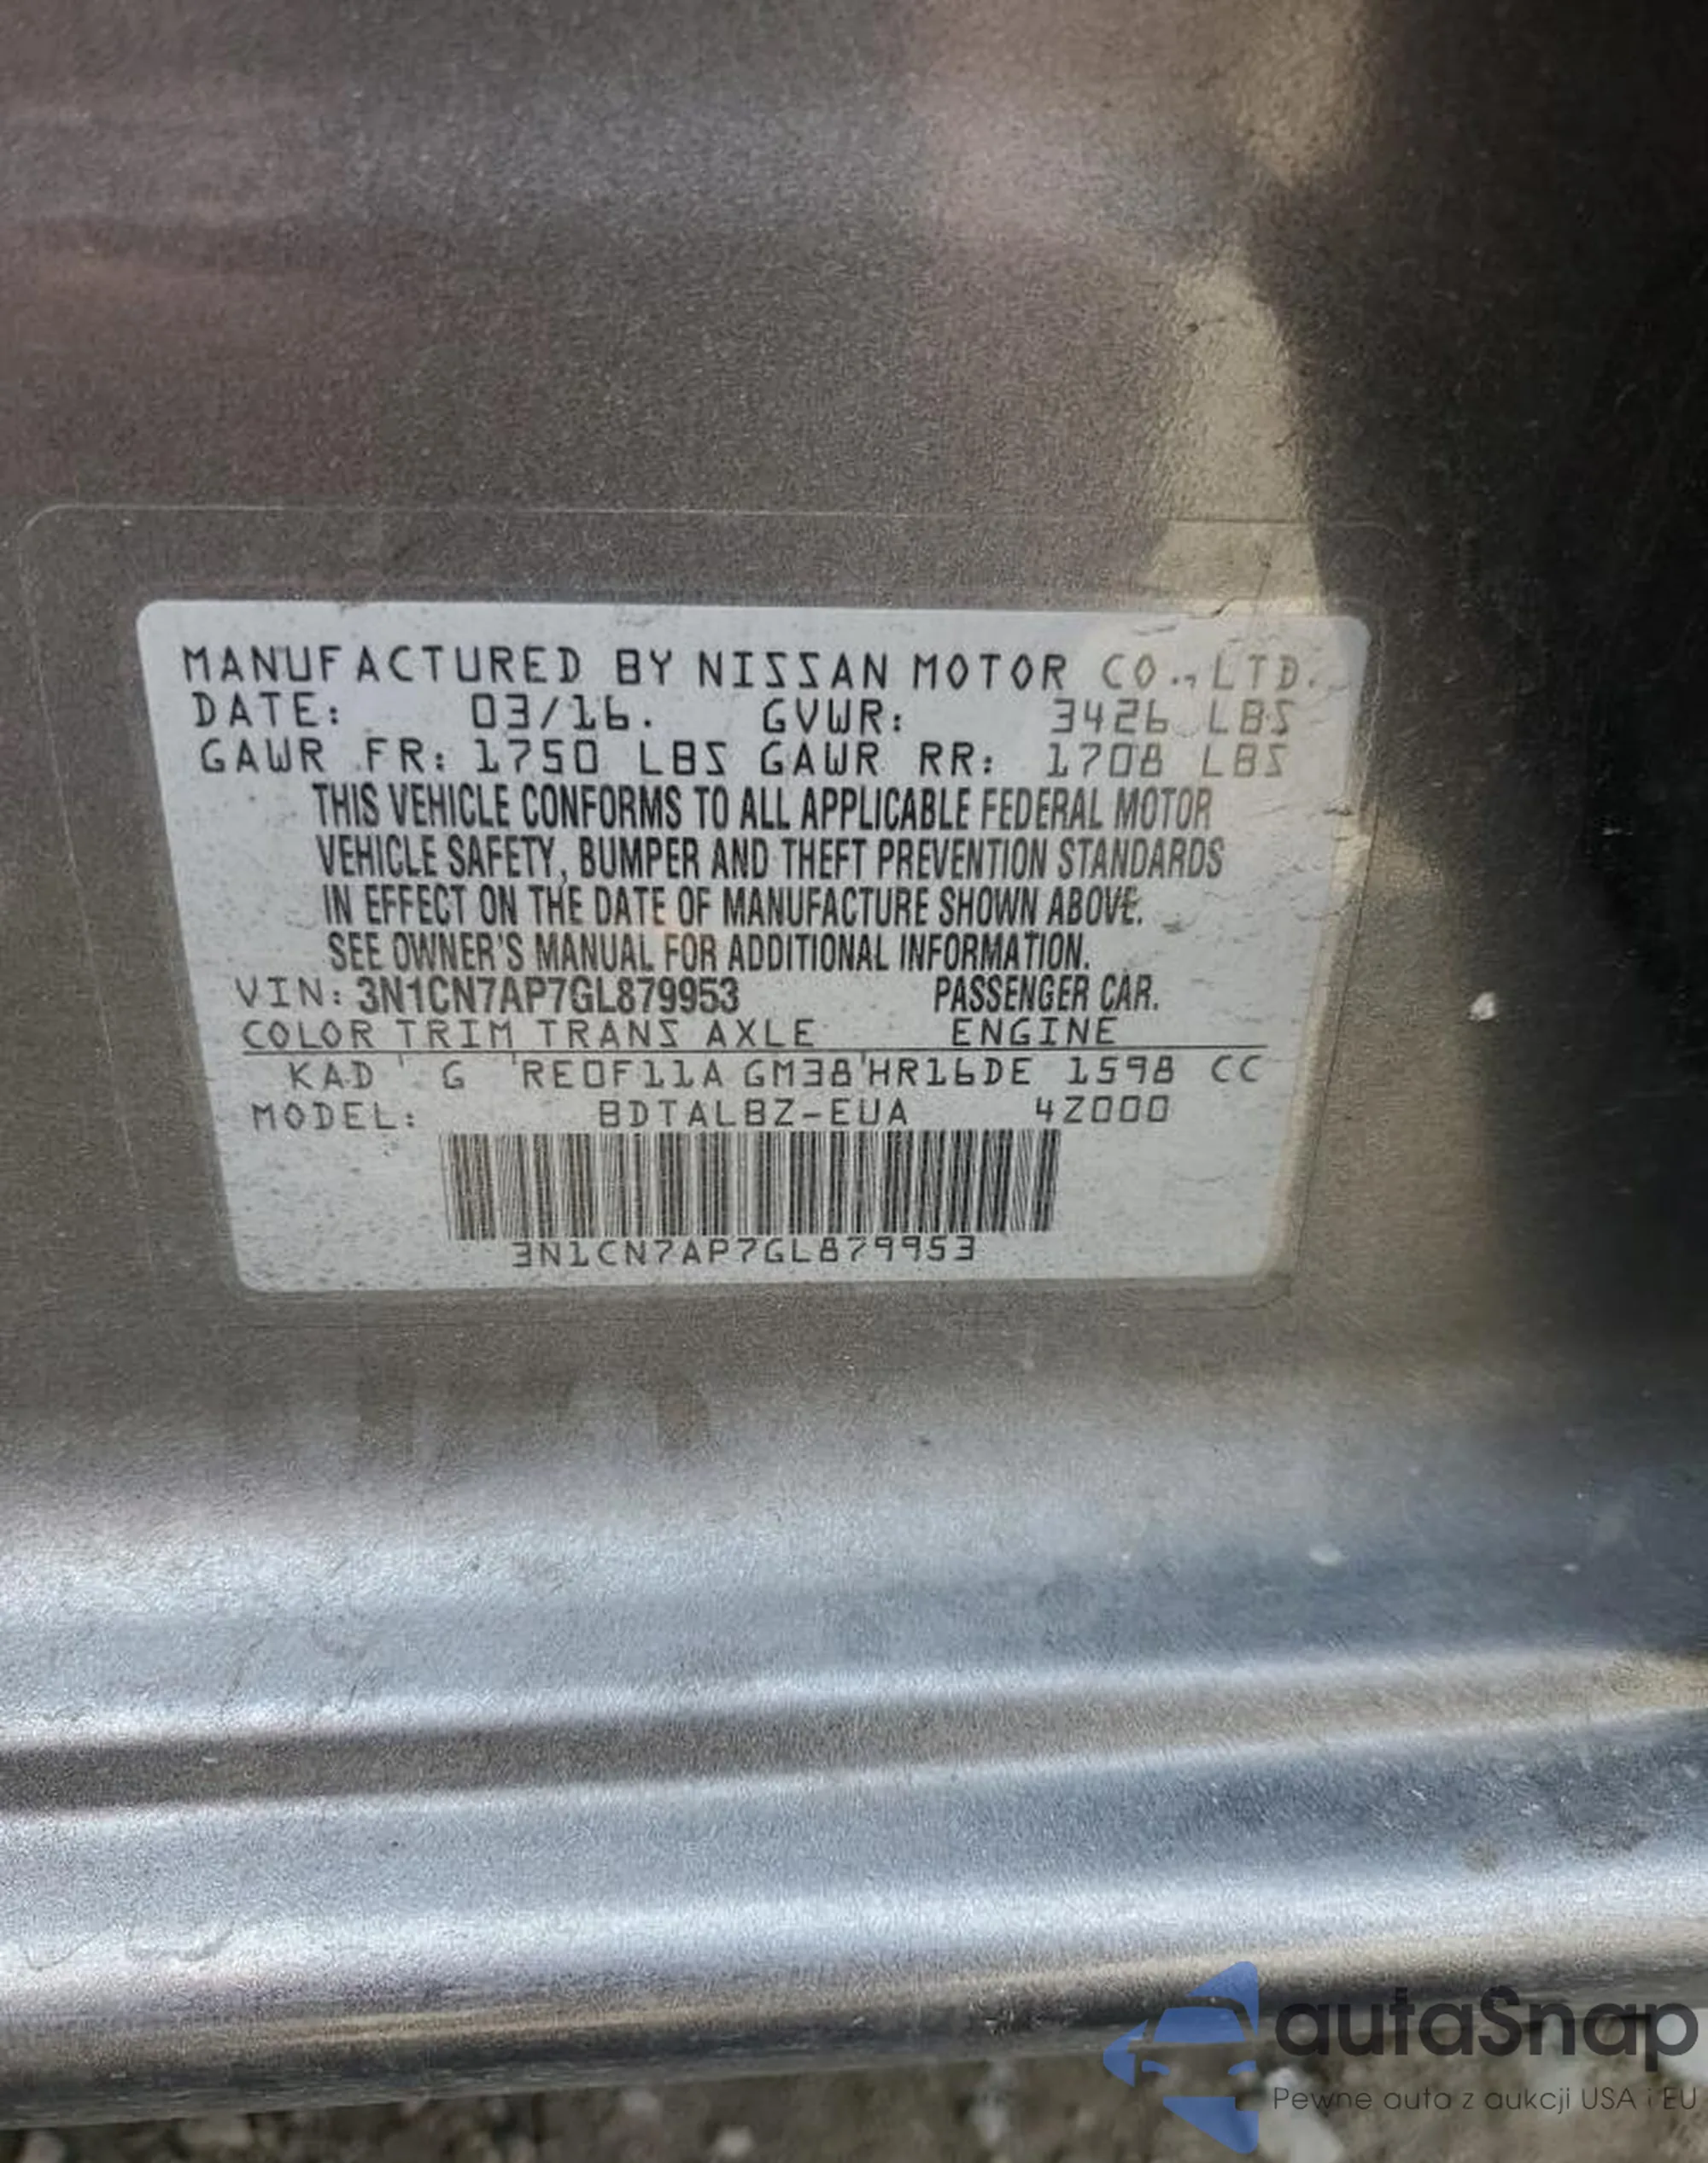 MANUFACTURED BY NISSAN MOTOR CO., LTD.
DATE: 03/16. GVWR: 3426 LBS
GAWR FR: 1750 LBS GAWR RR: 1708 LBS
THIS VEHICLE CONFORMS TO ALL APPLICABLE FEDERAL MOTOR
VEHICLE SAFETY, BUMPER AND THEFT PREVENTION STANDARDS
IN EFFECT ON THE DATE OF MANUFACTURE SHOWN ABOVE.
SEE OWNER'S MANUAL FOR ADDITIONAL INFORMATION.
VIN: 3N1CN7AP7GL879953 PASSENGER CAR.
COLOR TRIM TRANS AXLE ENGINE
KAD ' G 'RE0F11A GM38'HR16DE 1598 CC
MODEL: BDTALBZ-EUA 4Z000
3N1CN7AP7GL879953
autaSnap
Pewne auta z aukcji USA i EU